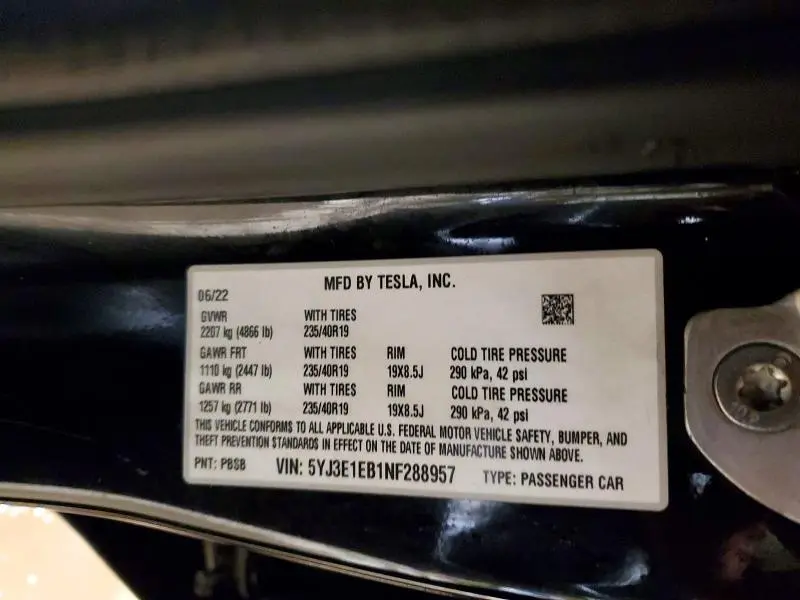 MFD BY TESLA, INC.
06/22
GVWR WITH TIRES
2207 kg (4866 lb) 235/40R19
GAWR FRT WITH TIRES RIM COLD TIRE PRESSURE
1110 kg (2447 lb) 235/40R19 19X8.5J 290 kPa, 42 psi
GAWR RR WITH TIRES RIM COLD TIRE PRESSURE
1257 kg (2771 lb) 235/40R19 19X8.5J 290 kPa, 42 psi
THIS VEHICLE CONFORMS TO ALL APPLICABLE U.S. FEDERAL MOTOR VEHICLE SAFETY, BUMPER, AND
THEFT PREVENTION STANDARDS IN EFFECT ON THE DATE OF MANUFACTURE SHOWN ABOVE.
PNT: PBSB VIN: 5YJ3E1EB1NF288957 TYPE: PASSENGER CAR